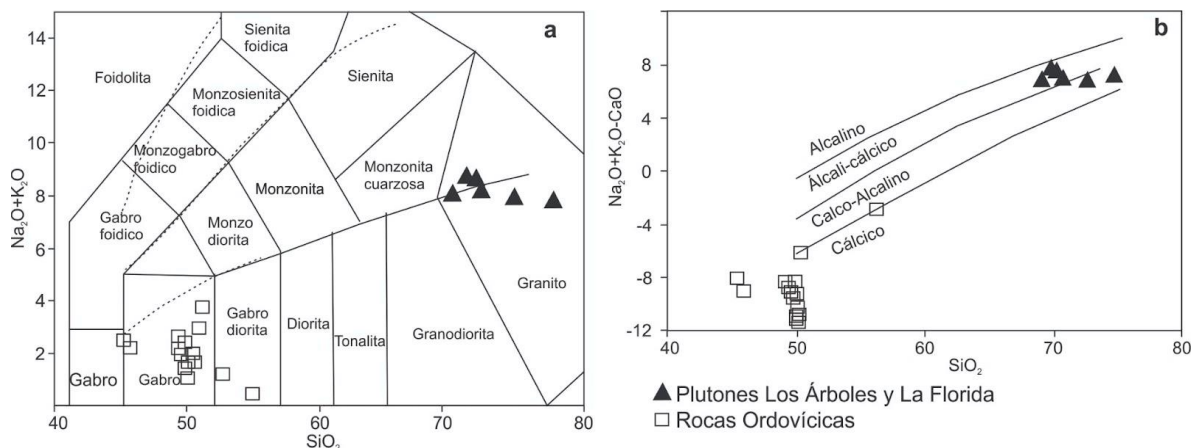 a
Na₂O+K₂O
14
12
10
8
6
4
2
40
50
60
70
80
SiO₂
Foidolita
Sienita
foidica
Monzosienita
foidica
Sienita
Monzogabro
foidico
Monzonita
Monzonita
cuarzosa
Gabro
foidico
Monzo
diorita
Gabro
Gabro
Gabro
diorita
Diorita
Tonalita
Granodiorita
Granito
b
Na₂O+K₂O-CaO
8
4
0
-4
-8
-12
40
50
60
70
80
SiO₂
Alcalino
Álcali-cálcico
Calco-Alcalino
Cálcico
Plutones Los Árboles y La Florida
Rocas Ordovícicas